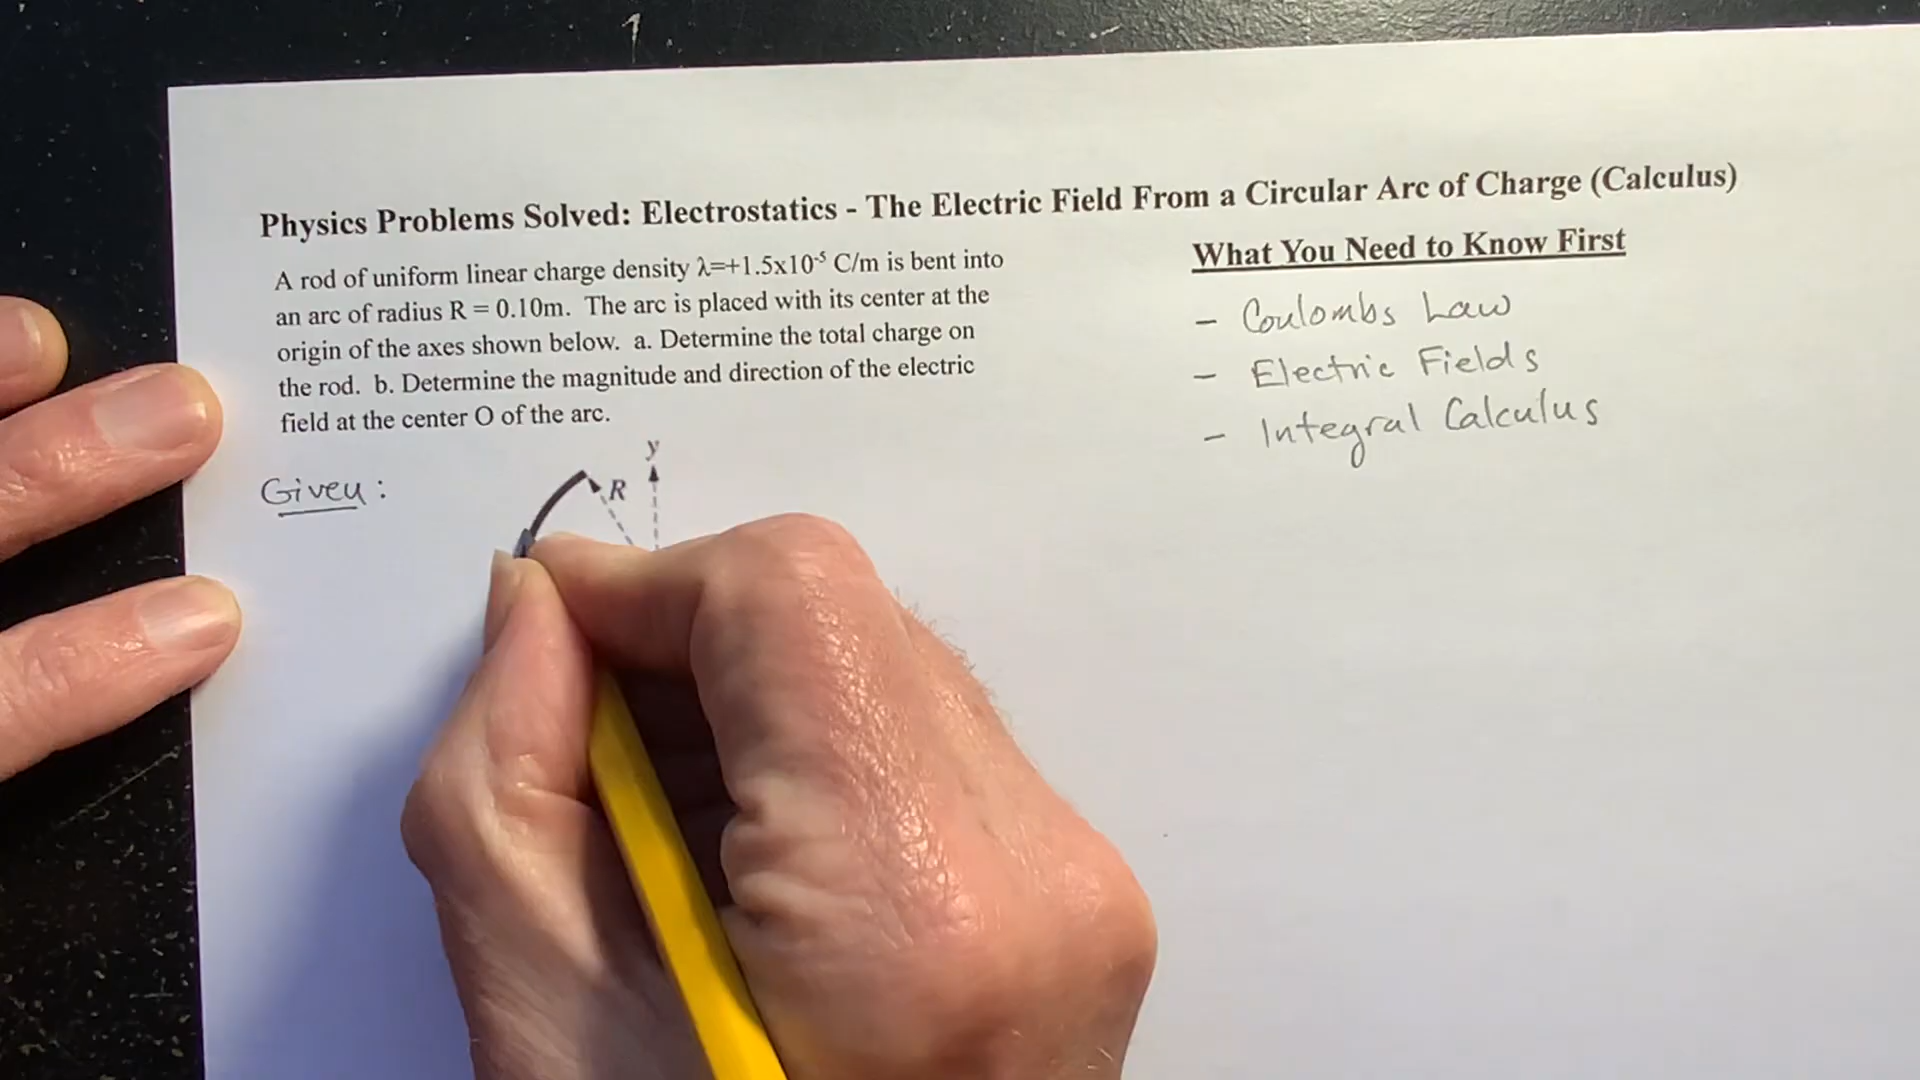 Physics Problems Solved: Electrostatics - The Electric Field From a Circular Arc of Charge (Calculus)
A rod of uniform linear charge density λ=+1.5x10⁻⁵ C/m is bent into
an arc of radius R = 0.10m. The arc is placed with its center at the
origin of the axes shown below. a. Determine the total charge on
the rod. b. Determine the magnitude and direction of the electric
field at the center O of the arc.
What You Need to Know First
- Coulombs Law
- Electric Fields
- Integral Calculus
Given:
y
R